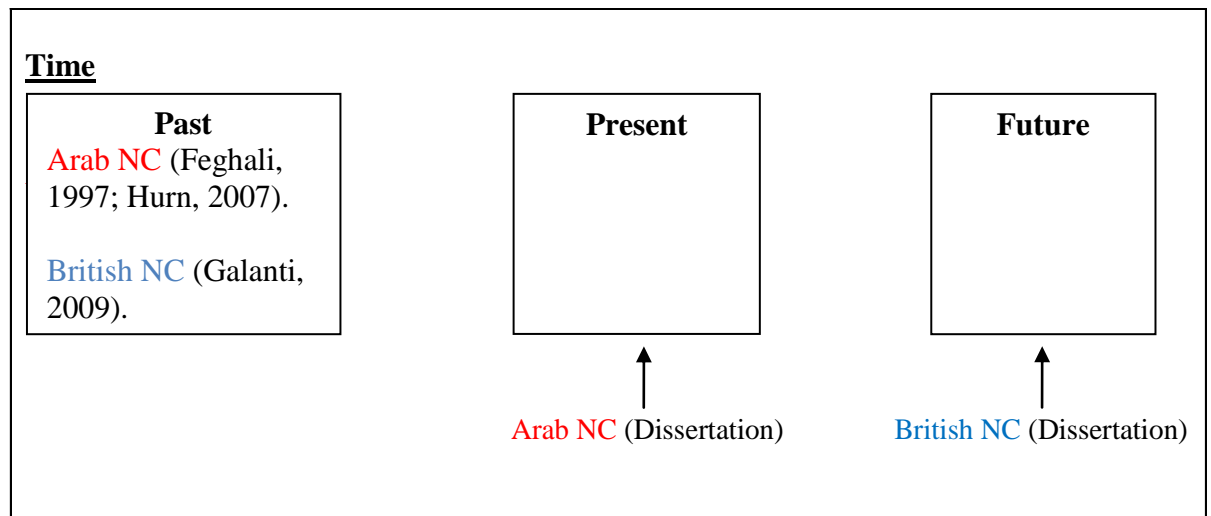 Time
Past
Arab NC (Feghali,
1997; Hurn, 2007).
British NC (Galanti,
2009).
Present
Future
Arab NC (Dissertation)
British NC (Dissertation)